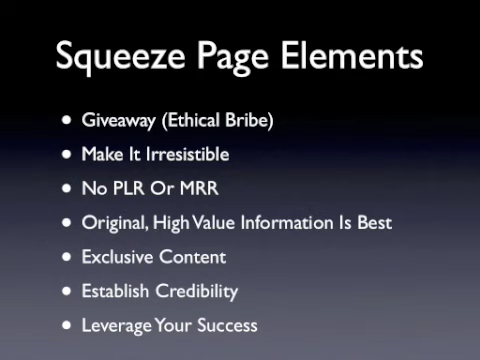 Squeeze Page Elements
• Giveaway (Ethical Bribe)
• Make It Irresistible
• No PLR Or MRR
• Original, High Value Information Is Best
• Exclusive Content
• Establish Credibility
• Leverage Your Success